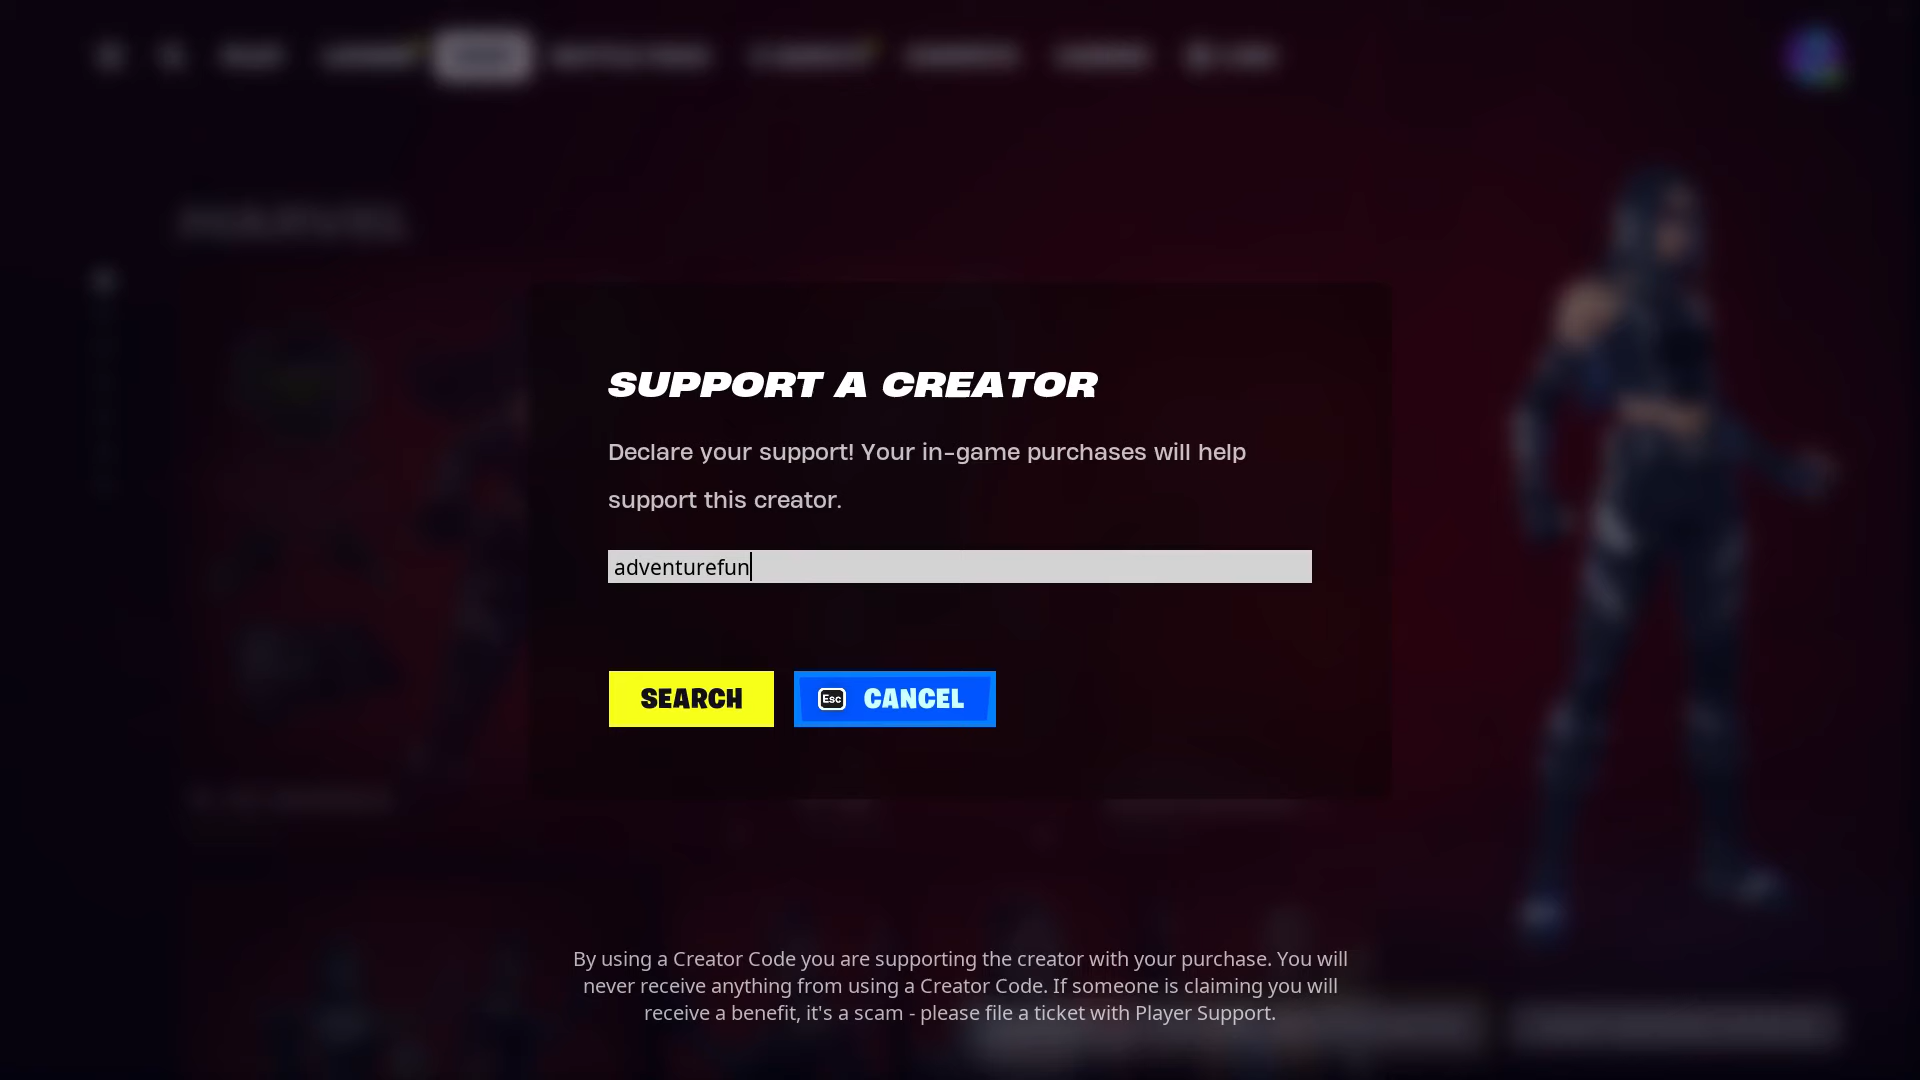 SUPPORT A CREATOR
Declare your support! Your in-game purchases will help
support this creator.
adventurefun
SEARCH
Esc CANCEL
By using a Creator Code you are supporting the creator with your purchase. You will
never receive anything from using a Creator Code. If someone is claiming you will
receive a benefit, it's a scam - please file a ticket with Player Support.